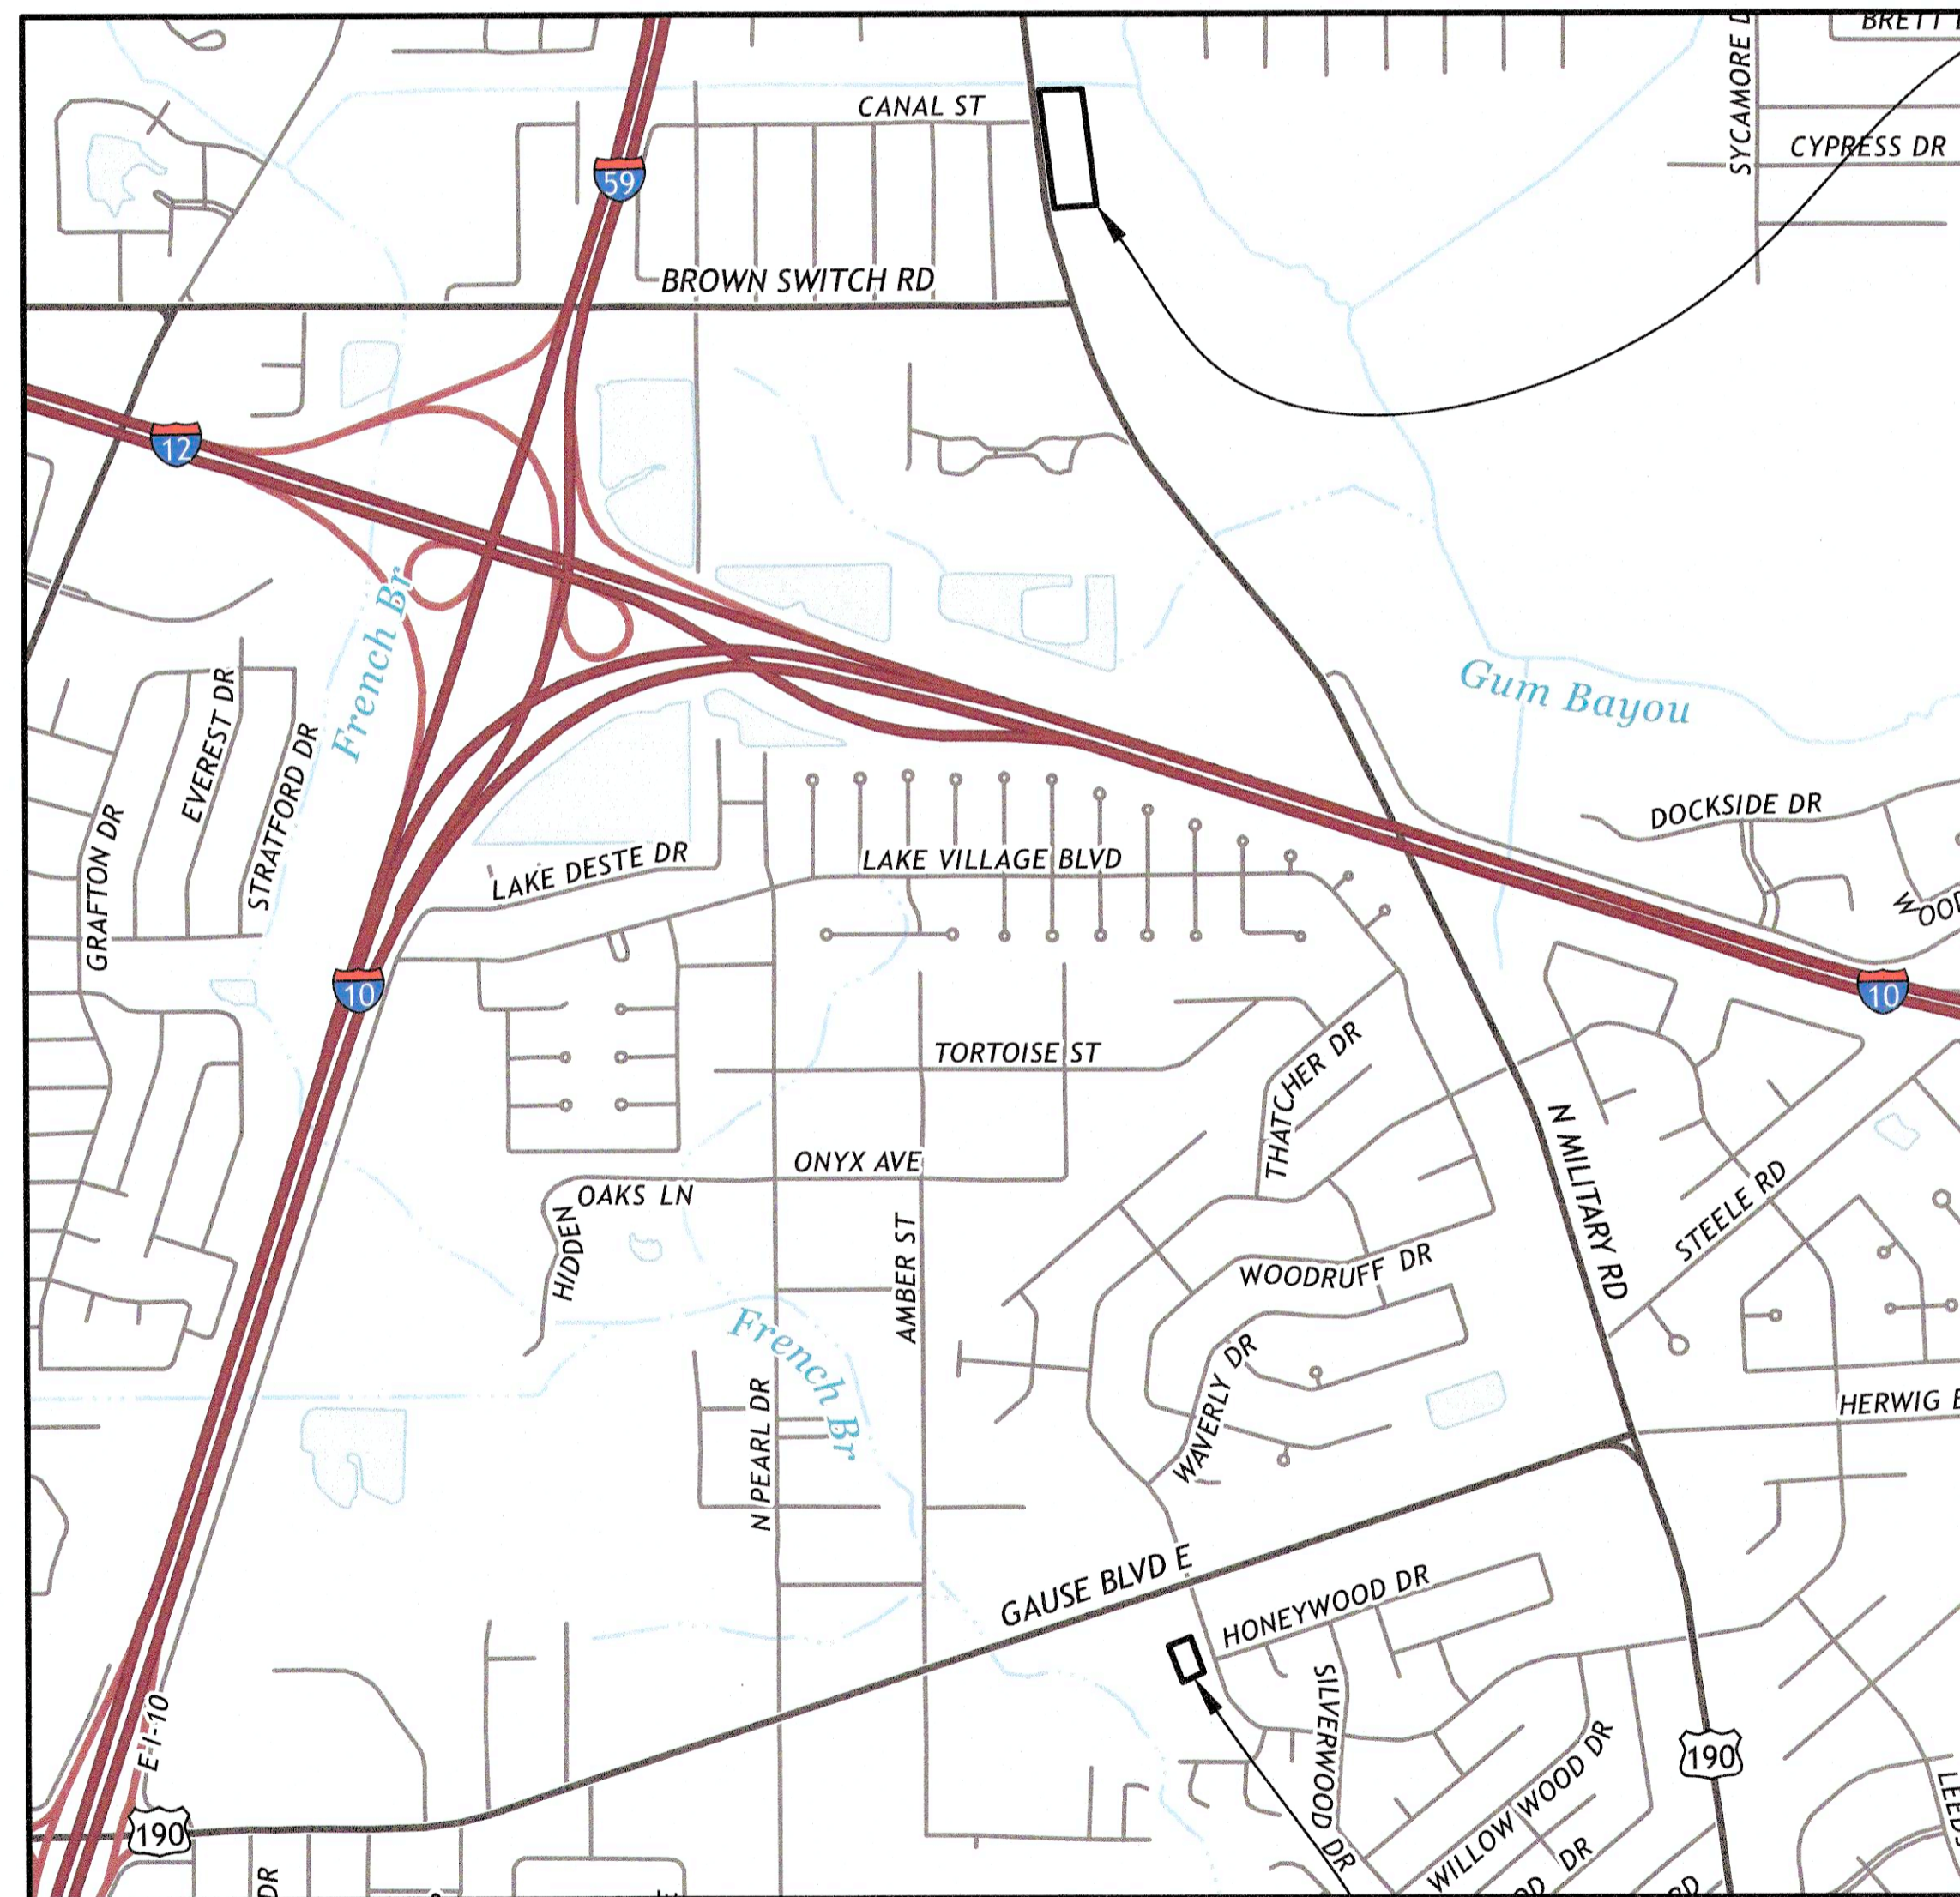 BRETT
SYCAMORE
CANAL ST
CYPRESS DR
59
BROWN SWITCH RD
12
French Br
Gum Bayou
EVEREST DR
STRATFORD DR
GRAFTON DR
DOCKSIDE DR
LAKE DESTE DR
LAKE VILLAGE BLVD
10
10
TORTOISE ST
THATCHER DR
N MILITARY RD
ONYX AVE
HIDDEN OAKS LN
STEELE RD
AMBER ST
WOODRUFF DR
French Br
WAVERLY DR
N PEARL DR
HERWIG
GAUSE BLVD E
HONEYWOOD DR
SILVERWOOD DR
E I-10
WILLOW WOOD DR
190
190
DR
DR